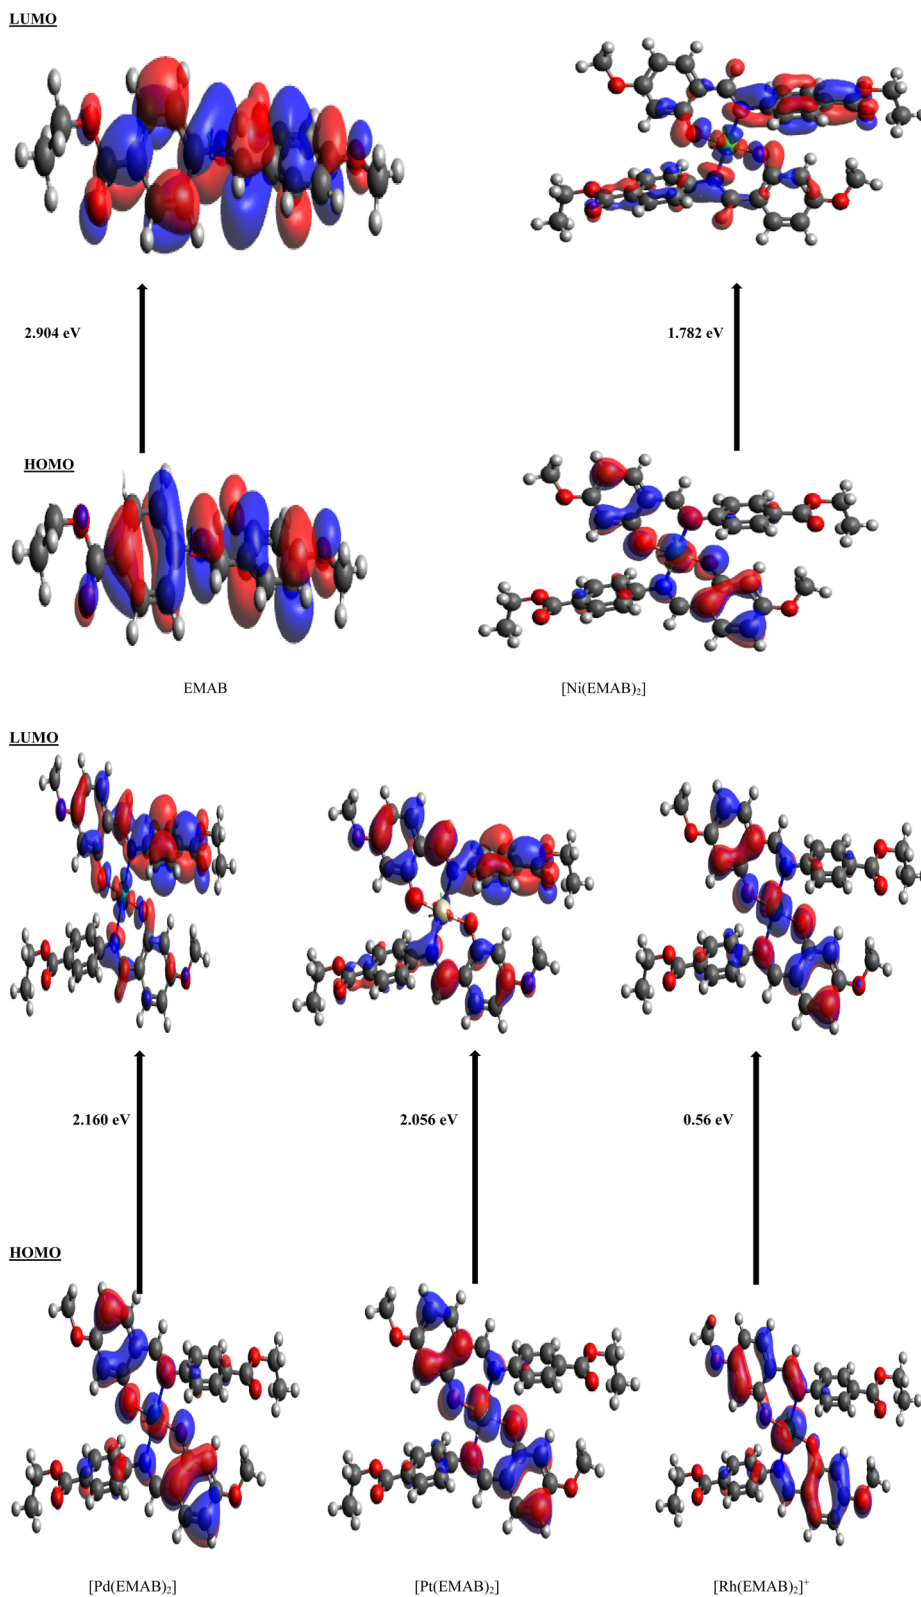 LUMO
2.904 eV 1.782 eV
HOMO
EMAB [Ni(EMAB)₂]
LUMO
2.160 eV 2.056 eV 0.56 eV
HOMO
[Pd(EMAB)₂] [Pt(EMAB)₂] [Rh(EMAB)₂]⁺